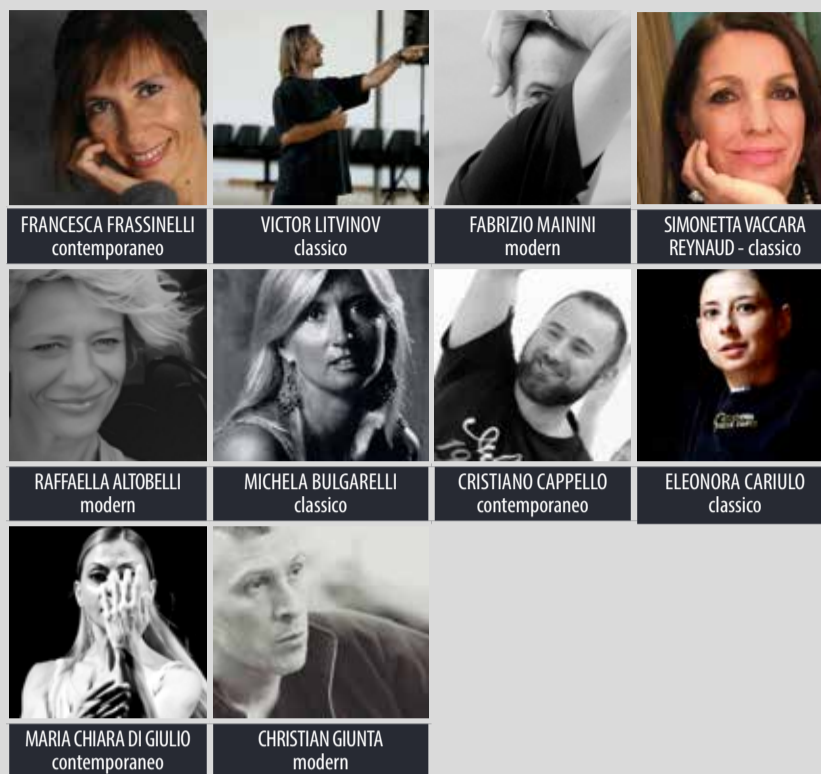 FRANCESCA FRASSINELLI
contemporaneo
VICTOR LITVINOV
classico
FABRIZIO MAININI
modern
SIMONETTA VACCARA
REYNAUD - classico
RAFFAELLA ALTOBELLI
modern
MICHELA BULGARELLI
classico
CRISTIANO CAPPELLO
contemporaneo
ELEONORA CARIULO
classico
MARIA CHIARA DI GIULIO
contemporaneo
CHRISTIAN GIUNTA
modern